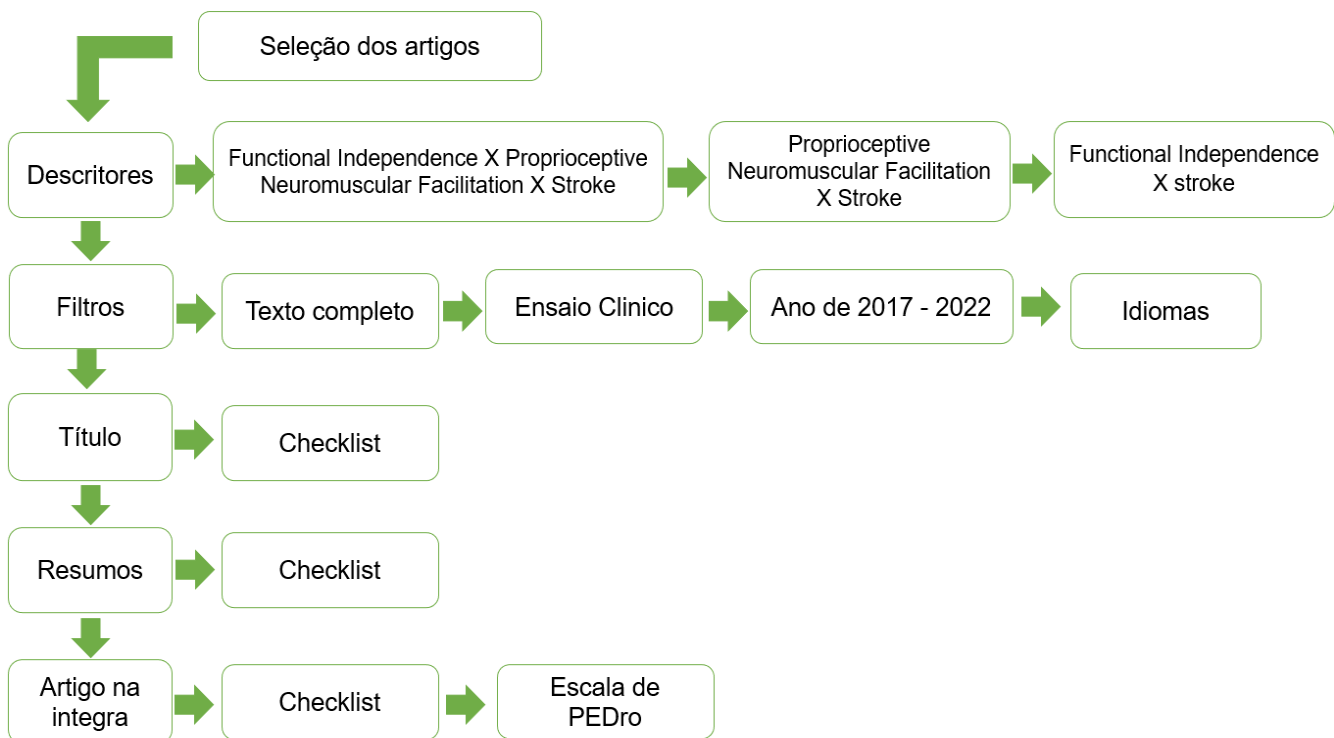 Seleção dos artigos
Descritores
Functional Independence X Proprioceptive
Neuromuscular Facilitation X Stroke
Proprioceptive
Neuromuscular Facilitation
X Stroke
Functional Independence
X stroke
Filtros
Texto completo
Ensaio Clinico
Ano de 2017 - 2022
Idiomas
Título
Checklist
Resumos
Checklist
Artigo na
integra
Checklist
Escala de
PEDro